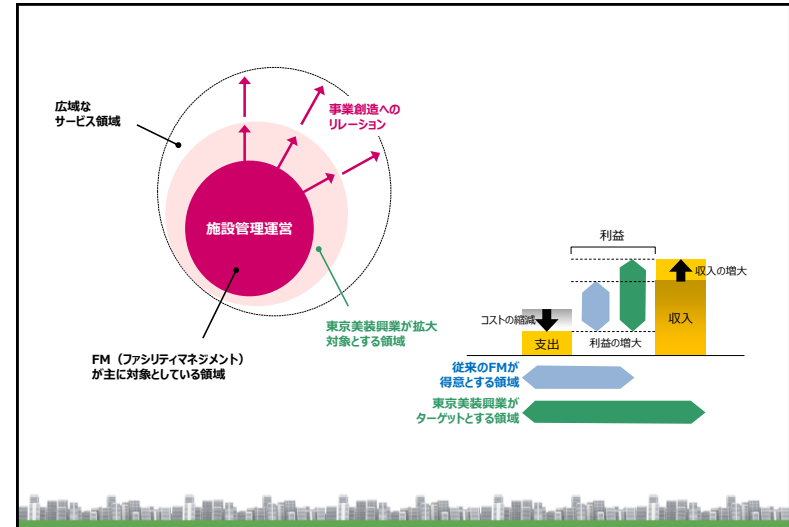 広域な
サービス領域
事業創造への
リレーション
施設管理運営
東京美装興業が拡大
対象とする領域
FM（ファシリティマネジメント）
が主に対象としている領域
利益
収入の増大
コストの縮減
収入
支出
利益の増大
従来のFMが
得意とする領域
東京美装興業が
ターゲットとする領域